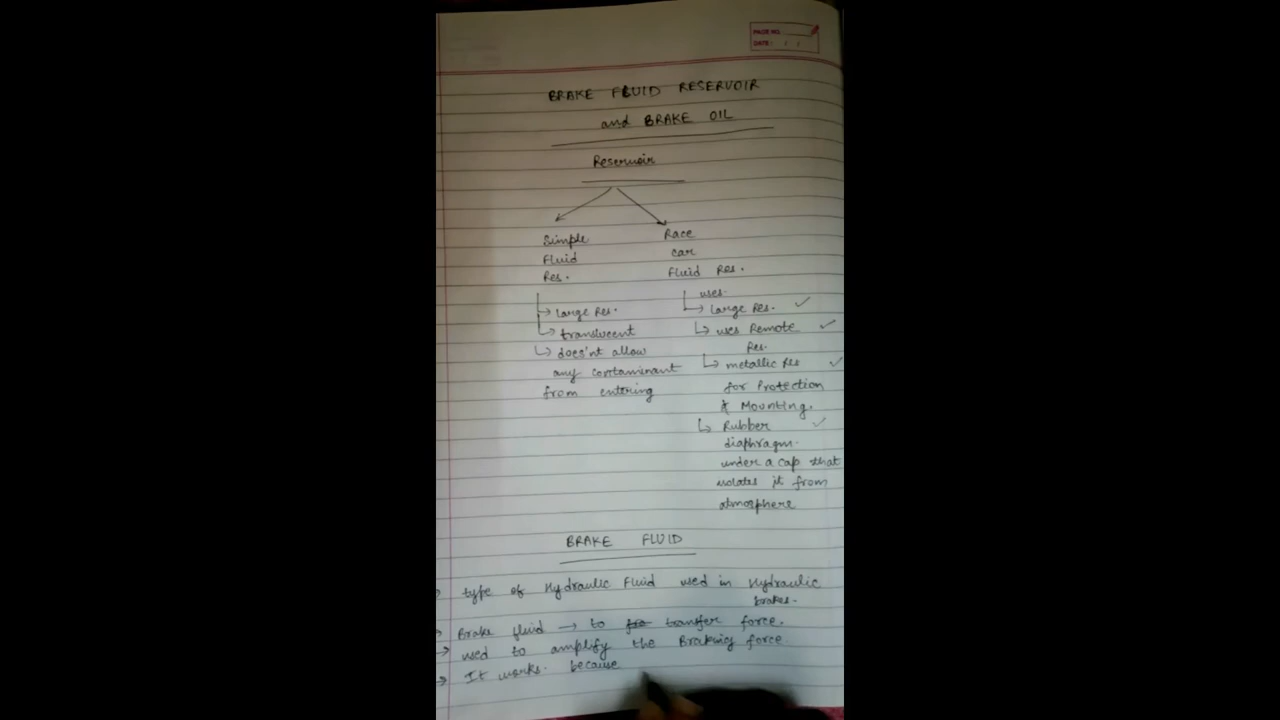 PAGE NO.
DATE: / /
BRAKE FLUID RESERVOIR
and BRAKE OIL
Reservoir
Simple
Fluid
Res.
→ large Res.
→ translucent
→ does'nt allow
any contaminant
from entering
Race
car
Fluid Res.
uses
→ large Res. ✓
→ uses Remote ✓
Res.
→ metallic Res ✓
for Protection
& Mounting.
→ Rubber ✓
diaphragm.
under a cap that
isolates it from
atmosphere
BRAKE FLUID
→ type of Hydraulic Fluid used in Hydraulic
brakes.
→ Brake fluid → to transfer force.
→ used to amplify the Braking force.
→ It works. because